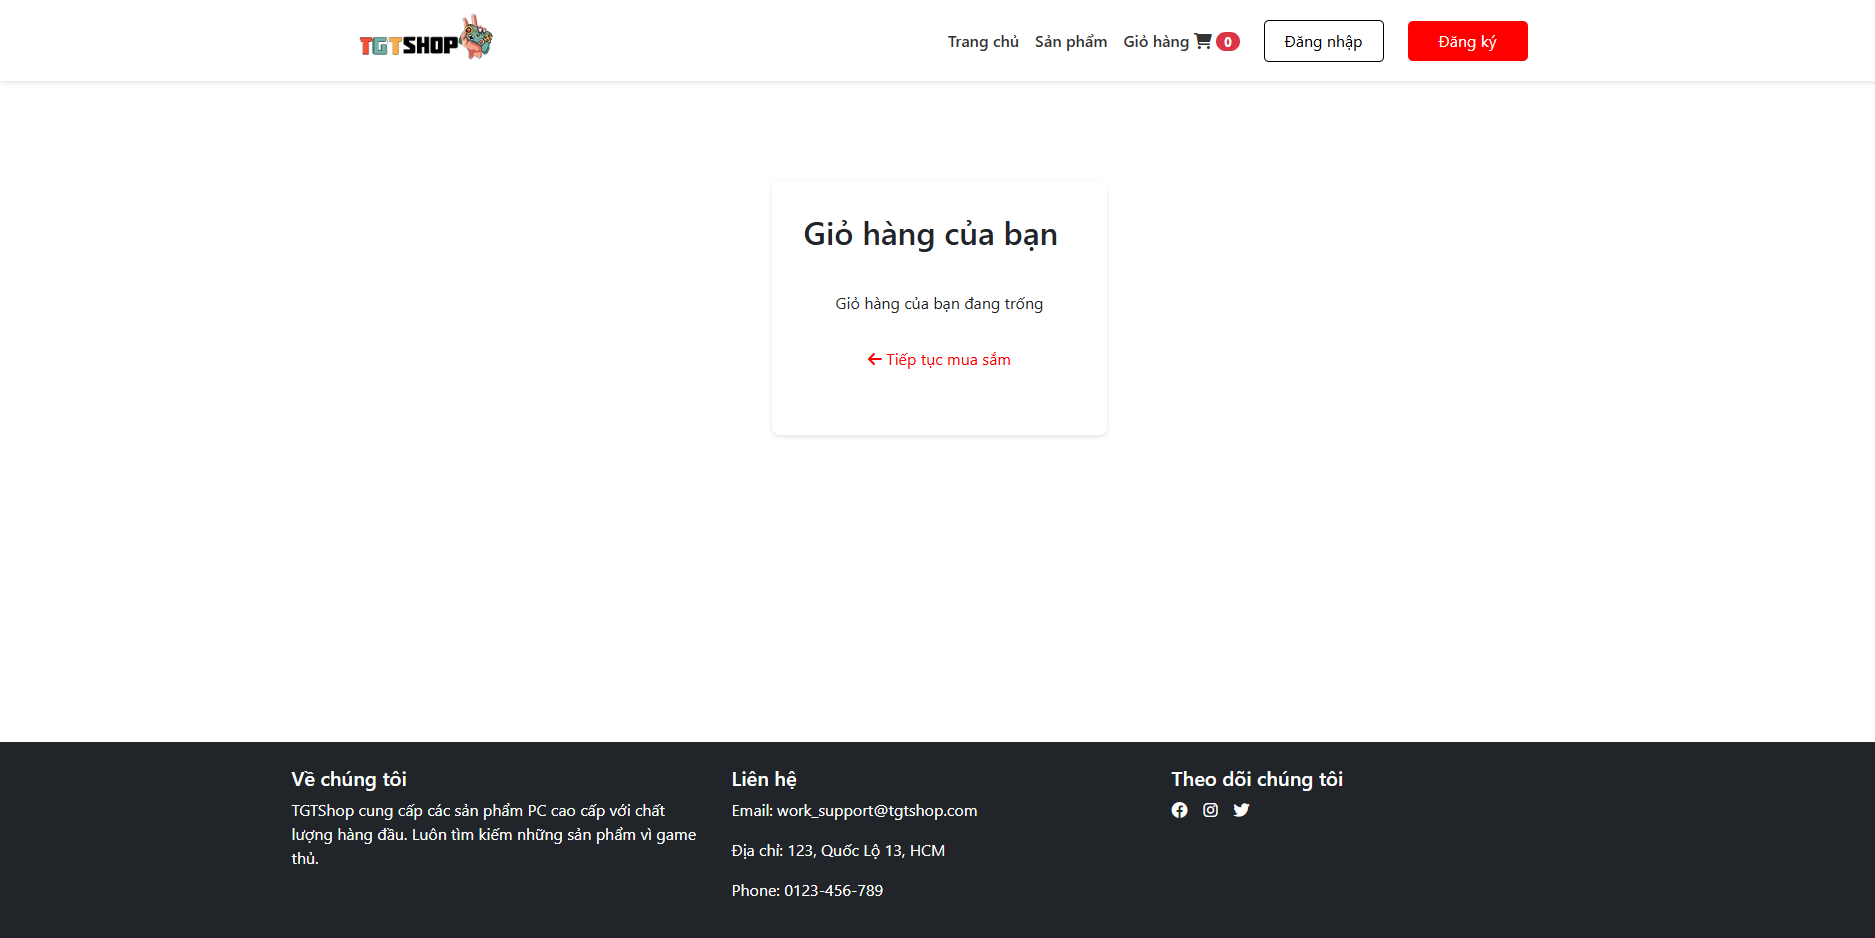 TGTSHOP
Trang chủ Sản phẩm Giỏ hàng 0 Đăng nhập Đăng ký
Giỏ hàng của bạn
Giỏ hàng của bạn đang trống
Tiếp tục mua sắm
Về chúng tôi
TGTShop cung cấp các sản phẩm PC cao cấp với chất
lượng hàng đầu. Luôn tìm kiếm những sản phẩm vì game
thủ.
Liên hệ
Email: work_support@tgtshop.com
Địa chỉ: 123, Quốc Lộ 13, HCM
Phone: 0123-456-789
Theo dõi chúng tôi